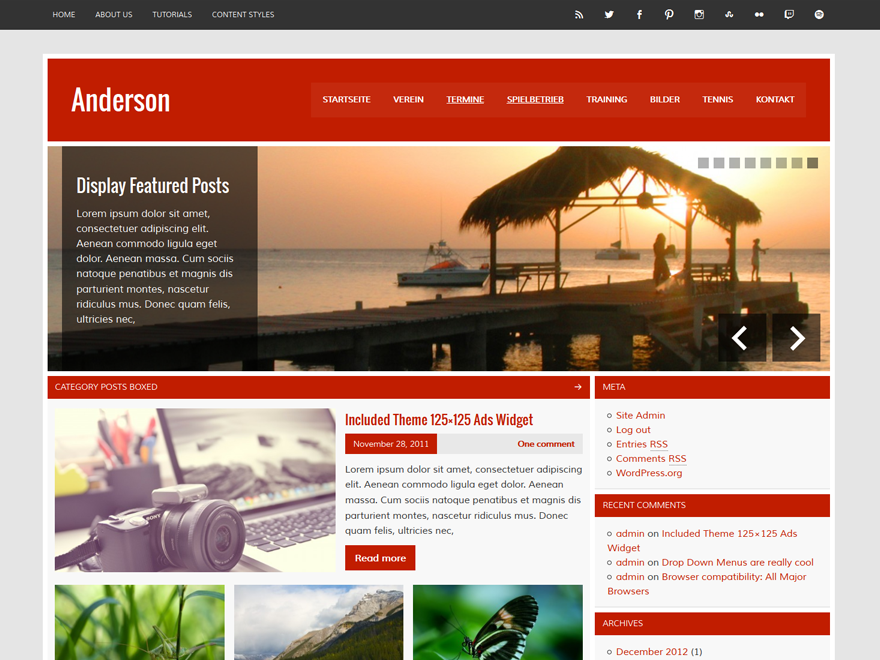 HOME ABOUT US TUTORIALS CONTENT STYLES
Anderson
STARTSEITE VEREIN TERMINE SPIELBETRIEB TRAINING BILDER TENNIS KONTAKT
Display Featured Posts
Lorem ipsum dolor sit amet,
consectetuer adipiscing elit.
Aenean commodo ligula eget
dolor. Aenean massa. Cum sociis
natoque penatibus et magnis dis
parturient montes, nascetur
ridiculus mus. Donec quam felis,
ultricies nec,
CATEGORY POSTS BOXED
Included Theme 125×125 Ads Widget
November 28, 2011 One comment
Lorem ipsum dolor sit amet, consectetuer adipiscing
elit. Aenean commodo ligula eget dolor. Aenean
massa. Cum sociis natoque penatibus et magnis dis
parturient montes, nascetur ridiculus mus. Donec
quam felis, ultricies nec,
Read more
SONY
META
Site Admin
Log out
Entries RSS
Comments RSS
WordPress.org
RECENT COMMENTS
admin on Included Theme 125×125 Ads
Widget
admin on Drop Down Menus are really cool
admin on Browser compatibility: All Major
Browsers
ARCHIVES
December 2012 (1)